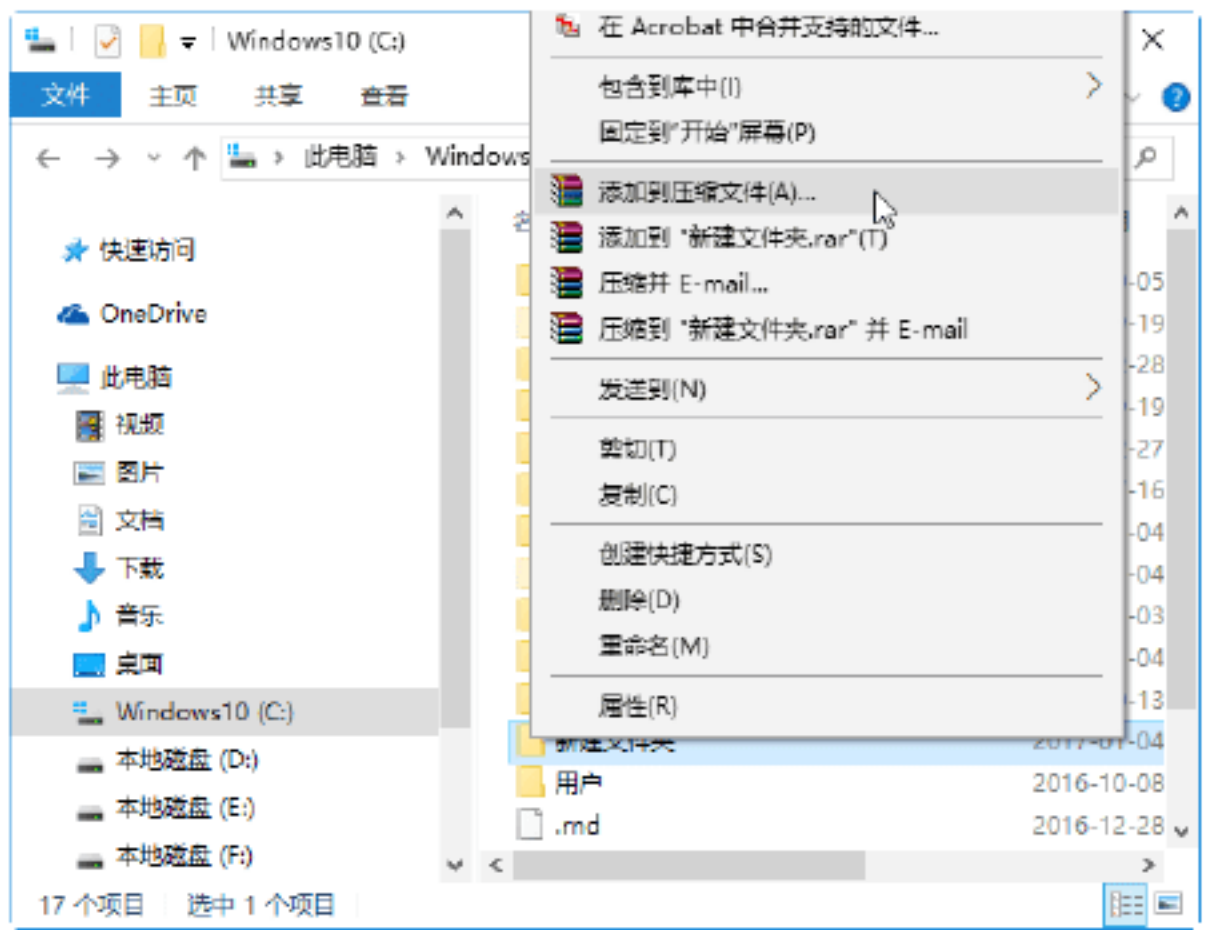 Windows10 (C:)
文件 主页 共享 查看
此电脑 Windows
快速访问
OneDrive
此电脑
视频
图片
文档
下载
音乐
桌面
Windows10 (C:)
本地磁盘 (D:)
本地磁盘 (E:)
本地磁盘 (F:)
17 个项目 选中 1 个项目
在 Acrobat 中合并支持的文件...
包含到库中(I)
固定到"开始"屏幕(P)
添加到压缩文件(A)...
添加到 "新建文件夹.rar"(T)
压缩并 E-mail...
压缩到 "新建文件夹.rar" 并 E-mail
发送到(N)
剪切(T)
复制(C)
创建快捷方式(S)
删除(D)
重命名(M)
属性(R)
-05
-19
-28
-19
-27
-16
-04
-04
-03
-04
-13
新建文件夹 2017-01-04
用户 2016-10-08
.md 2016-12-28